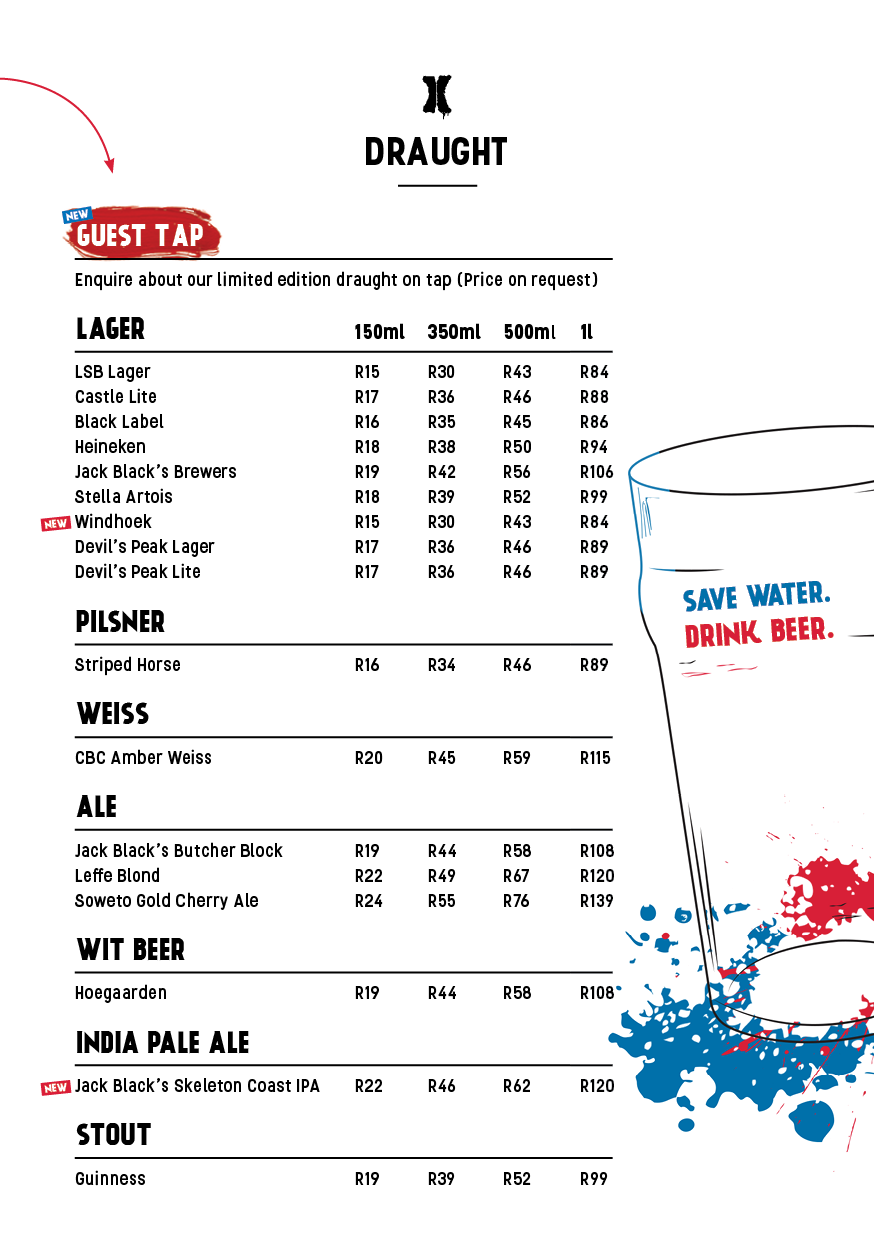 DRAUGHT
NEW
GUEST TAP
Enquire about our limited edition draught on tap (Price on request)
LAGER 150ml 350ml 500ml 1l
LSB Lager R15 R30 R43 R84
Castle Lite R17 R36 R46 R88
Black Label R16 R35 R45 R86
Heineken R18 R38 R50 R94
Jack Black's Brewers R19 R42 R56 R106
Stella Artois R18 R39 R52 R99
NEW Windhoek R15 R30 R43 R84
Devil's Peak Lager R17 R36 R46 R89
Devil's Peak Lite R17 R36 R46 R89
SAVE WATER.
DRINK BEER.
PILSNER
Striped Horse R16 R34 R46 R89
WEISS
CBC Amber Weiss R20 R45 R59 R115
ALE
Jack Black's Butcher Block R19 R44 R58 R108
Leffe Blond R22 R49 R67 R120
Soweto Gold Cherry Ale R24 R55 R76 R139
WIT BEER
Hoegaarden R19 R44 R58 R108
INDIA PALE ALE
NEW Jack Black's Skeleton Coast IPA R22 R46 R62 R120
STOUT
Guinness R19 R39 R52 R99